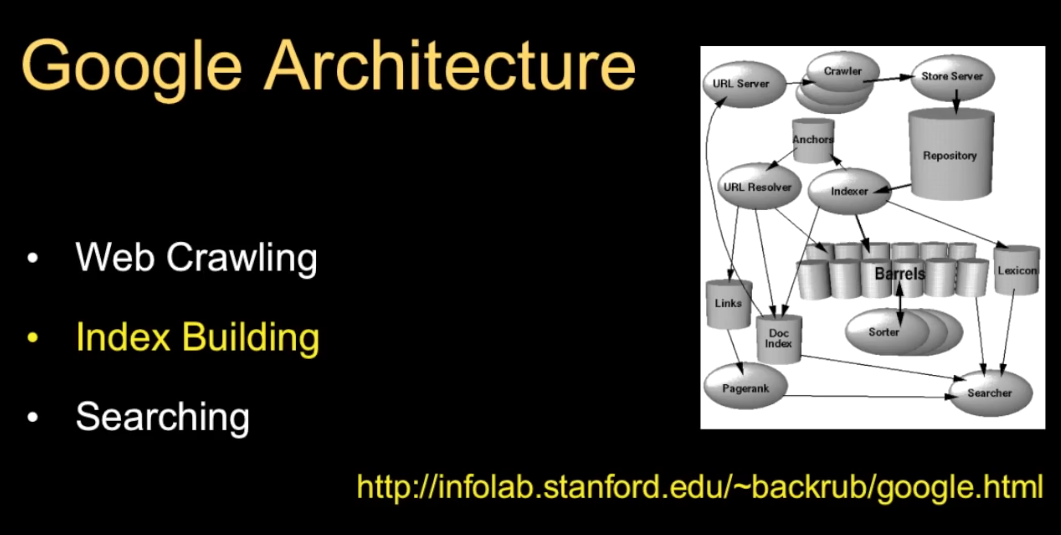 Google Architecture
• Web Crawling
• Index Building
• Searching
URL Server
Crawler
Store Server
Anchors
Repository
URL Resolver
Indexer
Barrels
Lexicon
Links
Doc
Index
Sorter
Pagerank
Searcher
http://infolab.stanford.edu/~backrub/google.html